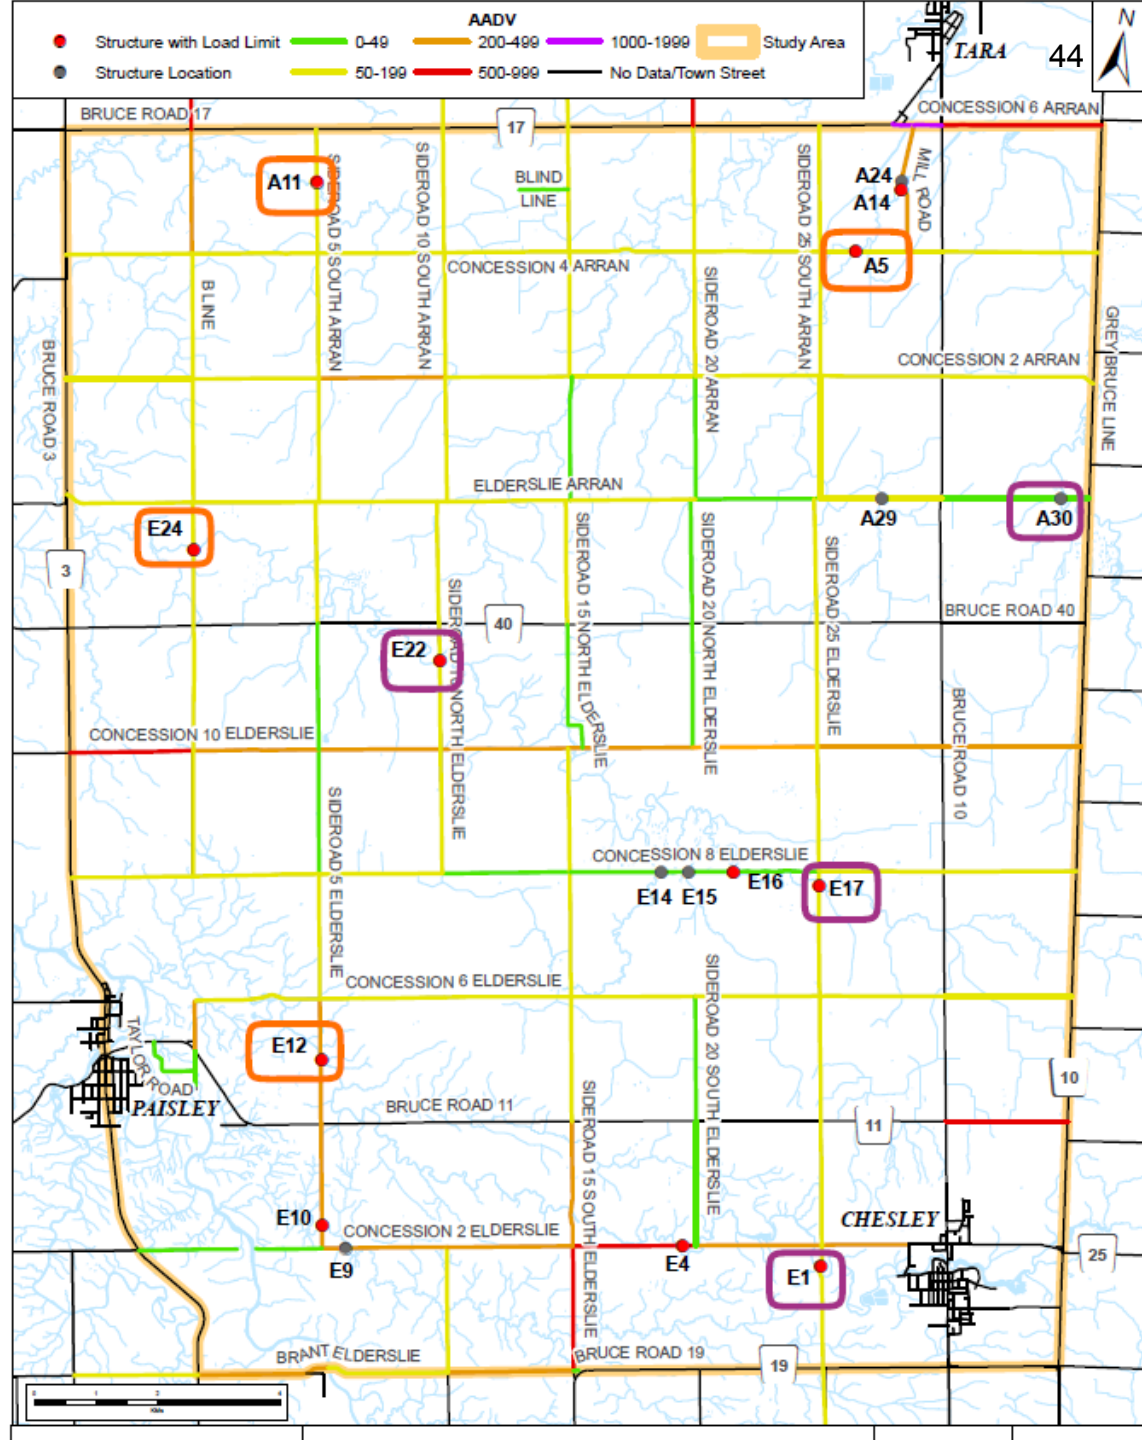 AADV
Structure with Load Limit 0-49 200-499 1000-1999 Study Area
Structure Location 50-199 500-999 No Data/Town Street
N
44
TARA
BRUCE ROAD 17
17
CONCESSION 6 ARRAN
A11
SIDEROAD 5 SOUTH ARRAN
SIDEROAD 10 SOUTH ARRAN
BLIND
LINE
SIDEROAD 25 SOUTH ARRAN
A24
A14
MILL ROAD
A5
CONCESSION 4 ARRAN
B LINE
SIDEROAD 20 ARRAN
GREY BRUCE LINE
BRUCE ROAD 3
CONCESSION 2 ARRAN
ELDERSLIE ARRAN
A29
A30
E24
3
SIDEROAD 15 NORTH ELDERSLIE
SIDEROAD 20 NORTH ELDERSLIE
SIDEROAD 25 ELDERSLIE
SIDEROAD 10 NORTH ELDERSLIE
40
BRUCE ROAD 40
E22
BRUCE ROAD 10
CONCESSION 10 ELDERSLIE
SIDEROAD 5 ELDERSLIE
CONCESSION 8 ELDERSLIE
E14 E15
E16
E17
CONCESSION 6 ELDERSLIE
SIDEROAD 20 SOUTH ELDERSLIE
TAYLOR ROAD
E12
PAISLEY
BRUCE ROAD 11
SIDEROAD 15 SOUTH ELDERSLIE
10
11
E10
CONCESSION 2 ELDERSLIE
CHESLEY
E9
E4
E1
25
BRANT ELDERSLIE
BRUCE ROAD 19
19